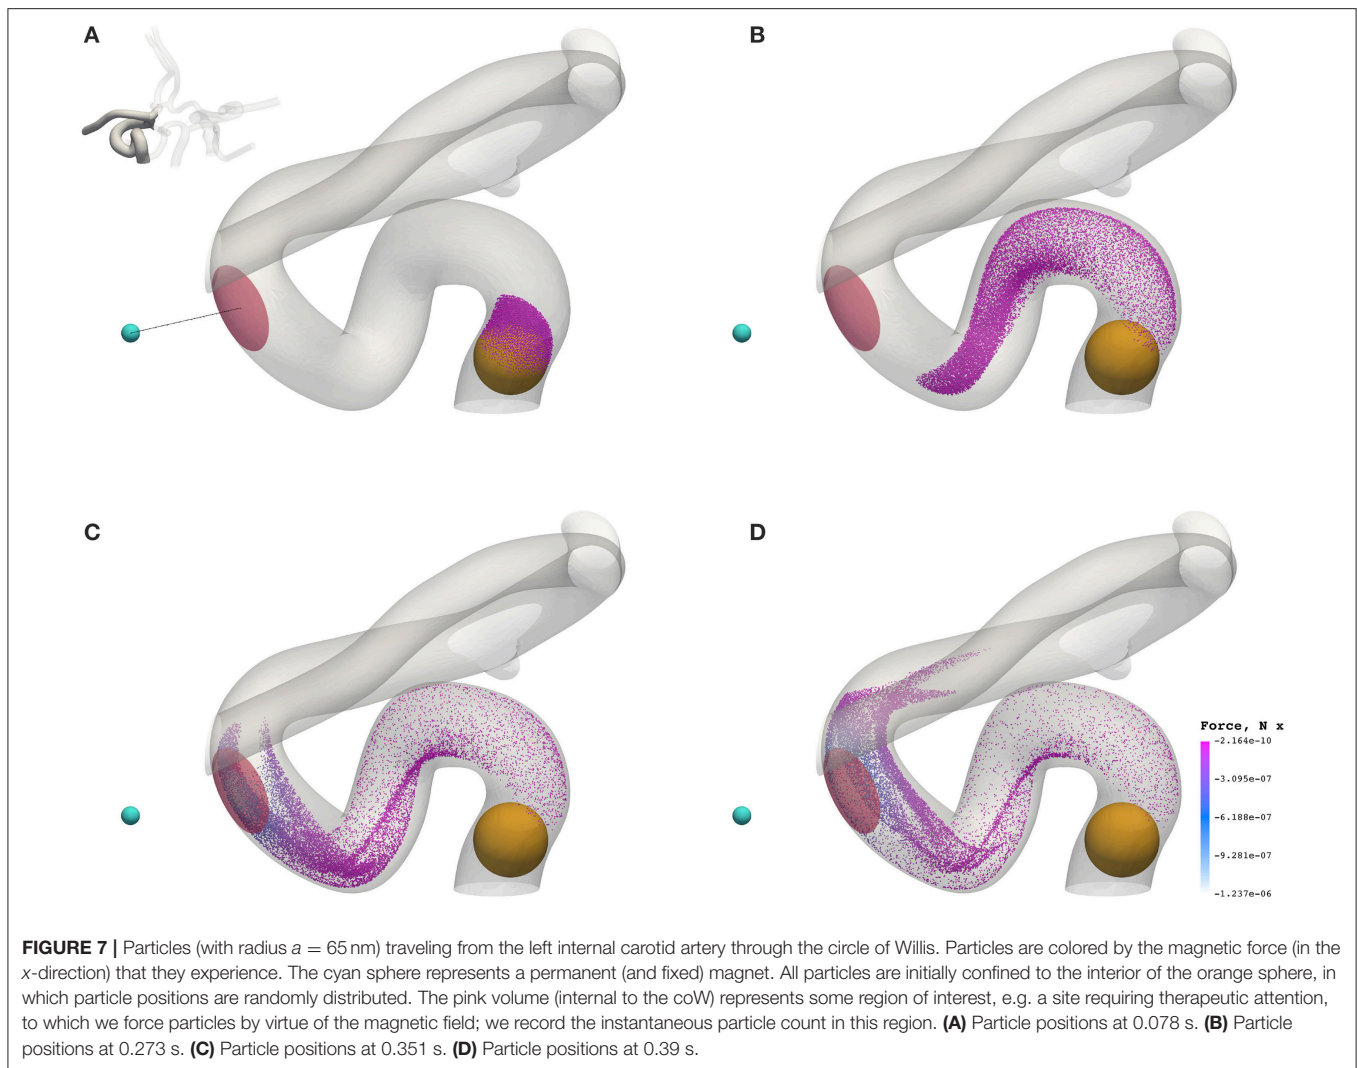 A
B
C
D
Force, N x
-2.164e-10
-3.095e-07
-6.188e-07
-9.281e-07
-1.237e-06
FIGURE 7 | Particles (with radius a = 65 nm) traveling from the left internal carotid artery through the circle of Willis. Particles are colored by the magnetic force (in the
x-direction) that they experience. The cyan sphere represents a permanent (and fixed) magnet. All particles are initially confined to the interior of the orange sphere, in
which particle positions are randomly distributed. The pink volume (internal to the coW) represents some region of interest, e.g. a site requiring therapeutic attention,
to which we force particles by virtue of the magnetic field; we record the instantaneous particle count in this region. (A) Particle positions at 0.078 s. (B) Particle
positions at 0.273 s. (C) Particle positions at 0.351 s. (D) Particle positions at 0.39 s.